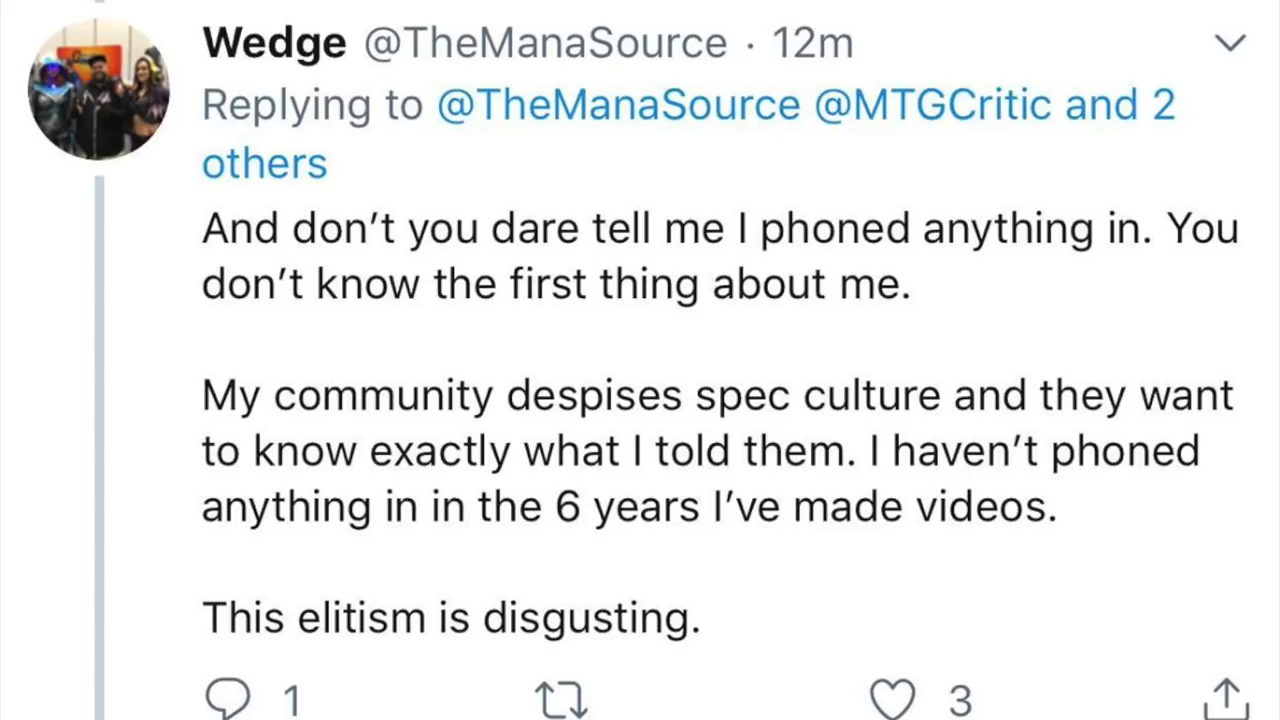 Wedge @TheManaSource · 12m
Replying to @TheManaSource @MTGCritic and 2
others
And don’t you dare tell me I phoned anything in. You
don’t know the first thing about me.
My community despises spec culture and they want
to know exactly what I told them. I haven’t phoned
anything in in the 6 years I’ve made videos.
This elitism is disgusting.
1 3